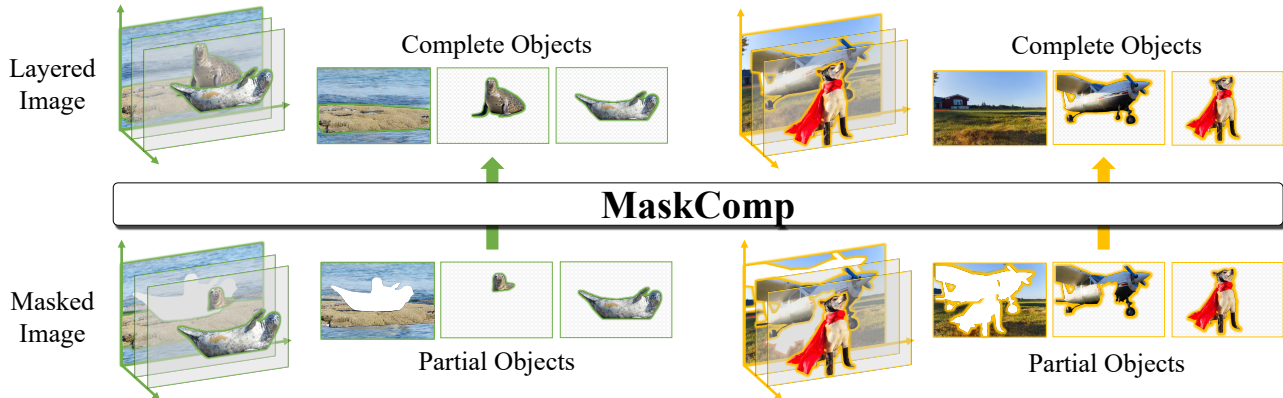 Layered
Image
Complete Objects
Complete Objects
MaskComp
Masked
Image
Partial Objects
Partial Objects